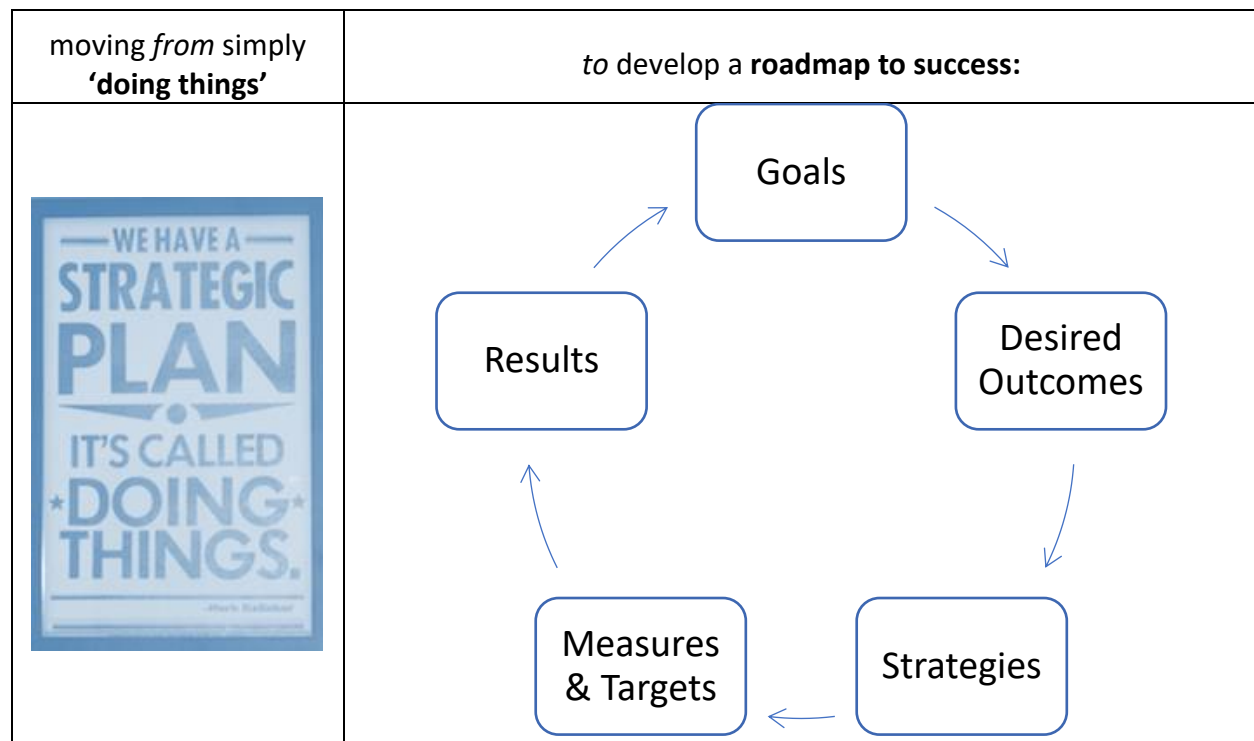 moving from simply
‘doing things’
to develop a roadmap to success:
WE HAVE A
STRATEGIC
PLAN
IT'S CALLED
DOING
THINGS.
Goals
Desired
Outcomes
Strategies
Measures
& Targets
Results